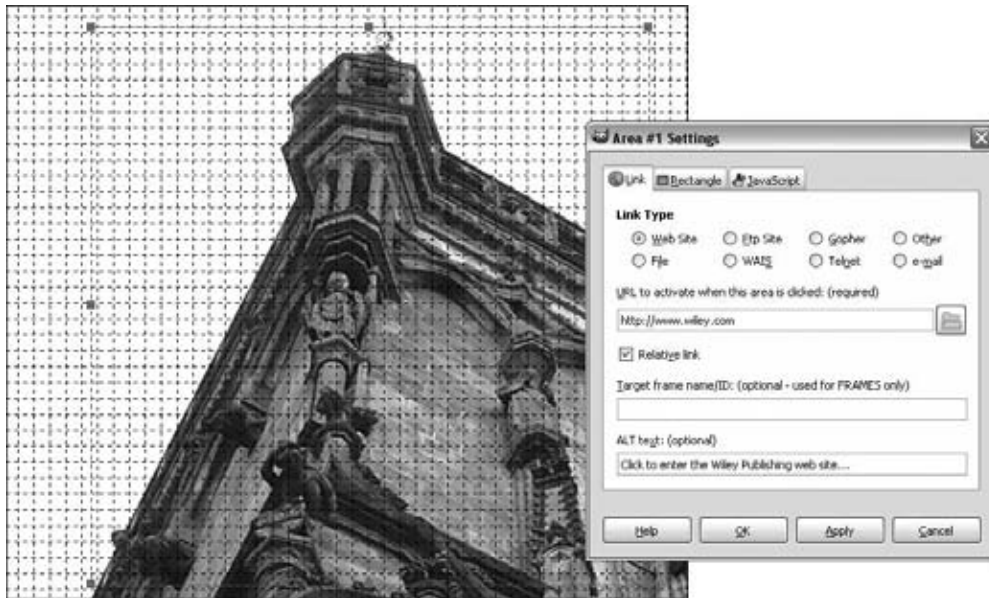 Area #1 Settings
Link Rectangle JavaScript
Link Type
Web Site Ftp Site Gopher Other
File WAIS Telnet e-mail
URL to activate when this area is clicked: (required)
http://www.wiley.com
Relative link
Target frame name/ID: (optional - used for FRAMES only)
ALT text: (optional)
Click to enter the Wiley Publishing web site....
Help OK Apply Cancel